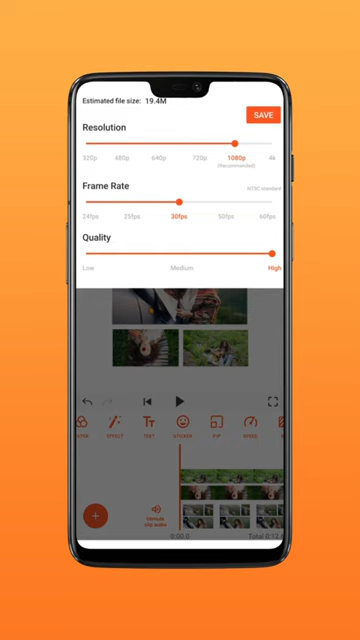 Estimated file size: 19.4M
SAVE
Resolution
320p 480p 640p 720p 1080p 4k
(Recommended)
Frame Rate
NTSC standard
24fps 25fps 30fps 50fps 60fps
Quality
Low Medium High
EFFECT TEXT STICKER PIP SPEED
Unmute
clip audio
0:00.0 Total 0:12.